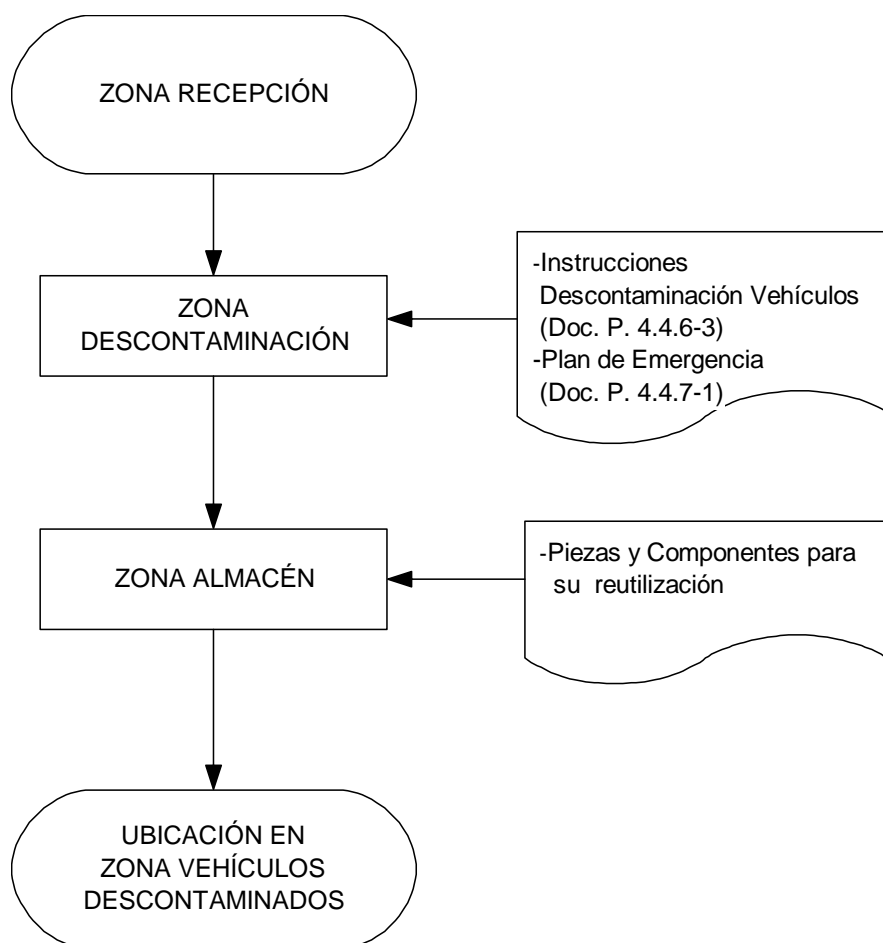 ZONA RECEPCIÓN
ZONA
DESCONTAMINACIÓN
-Instrucciones
Descontaminación Vehículos
(Doc. P. 4.4.6-3)
-Plan de Emergencia
(Doc. P. 4.4.7-1)
ZONA ALMACÉN
-Piezas y Componentes para
su reutilización
UBICACIÓN EN
ZONA VEHÍCULOS
DESCONTAMINADOS